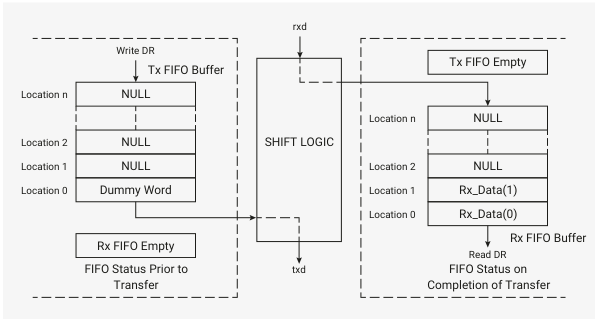 rxd
Write DR
Tx FIFO Buffer
Location n
NULL
Location 2
NULL
Location 1
NULL
Location 0
Dummy Word
Rx FIFO Empty
FIFO Status Prior to
Transfer
SHIFT LOGIC
txd
Tx FIFO Empty
Location n
NULL
Location 2
NULL
Location 1
Rx_Data(1)
Location 0
Rx_Data(0)
Rx FIFO Buffer
Read DR
FIFO Status on
Completion of Transfer